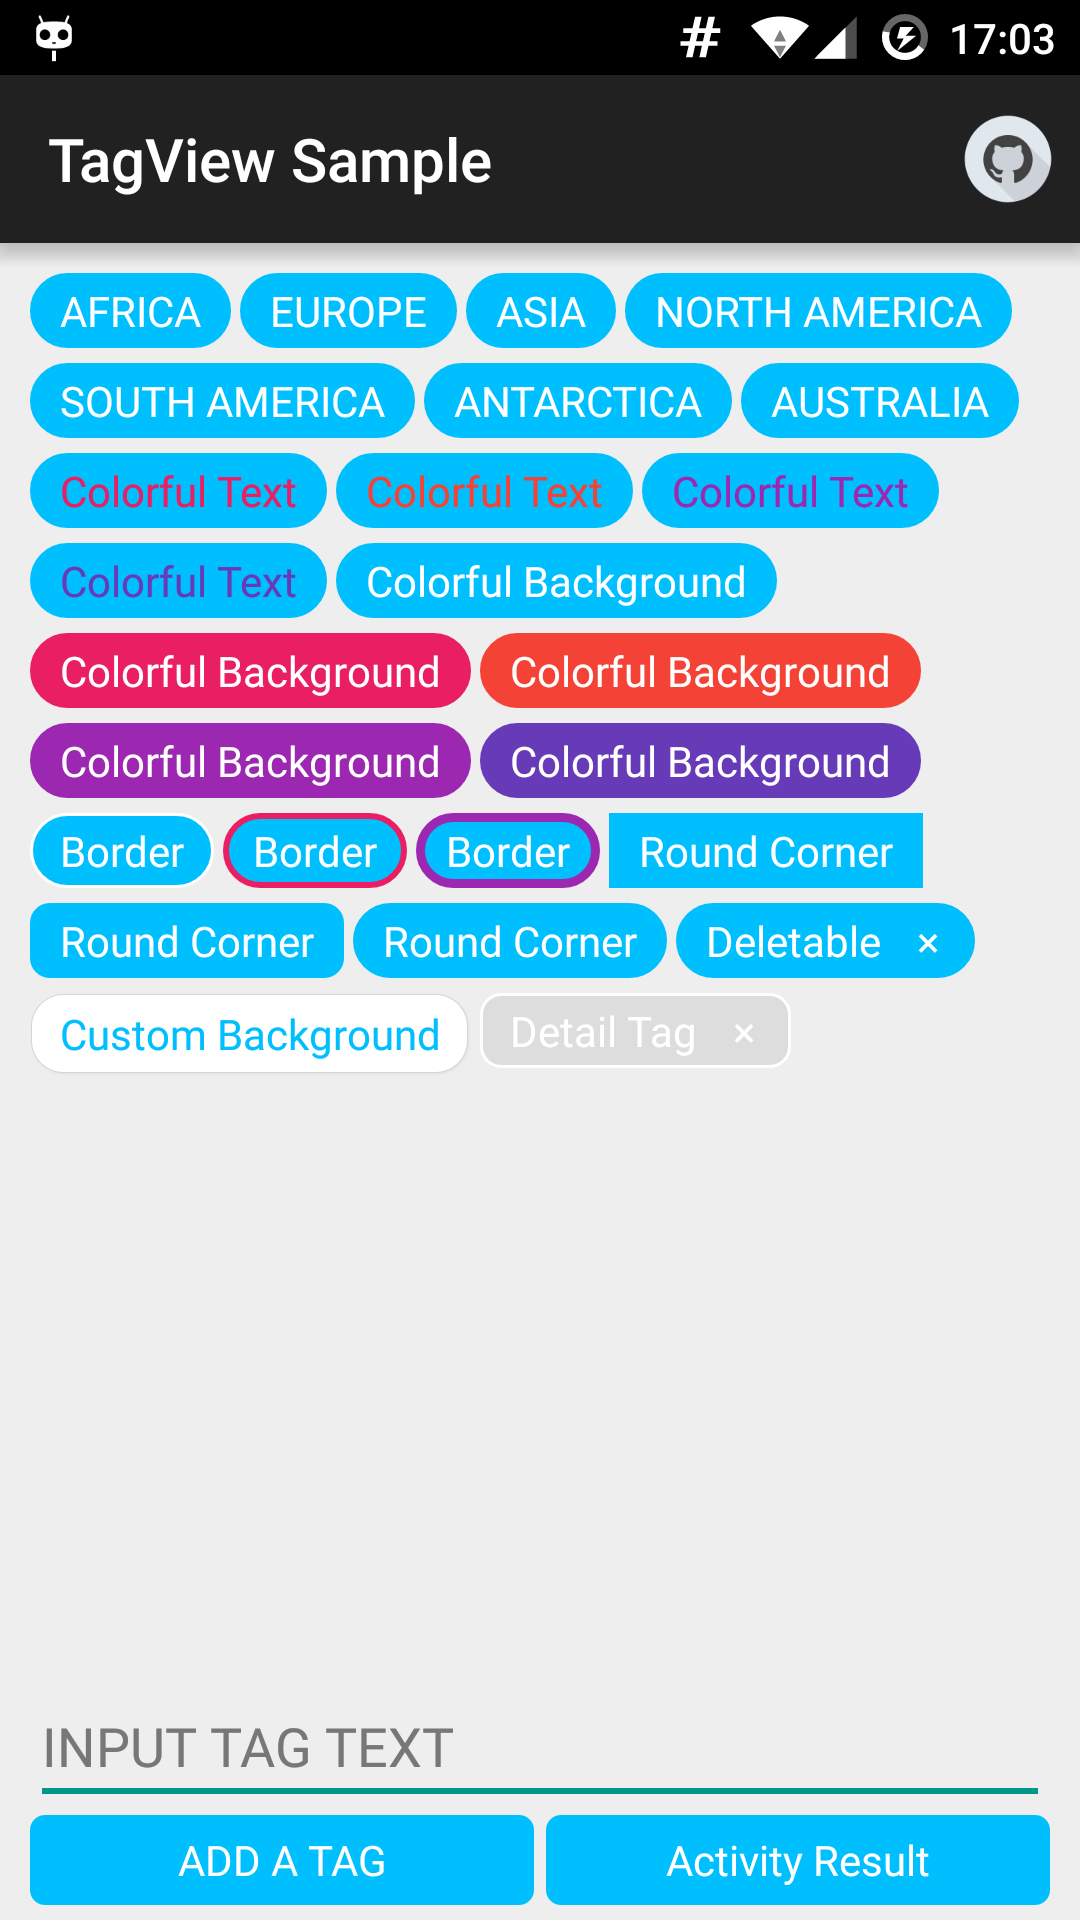 # 17:03
TagView Sample
AFRICA EUROPE ASIA NORTH AMERICA
SOUTH AMERICA ANTARCTICA AUSTRALIA
Colorful Text Colorful Text Colorful Text
Colorful Text Colorful Background
Colorful Background Colorful Background
Colorful Background Colorful Background
Border Border Border Round Corner
Round Corner Round Corner Deletable ×
Custom Background Detail Tag ×
INPUT TAG TEXT
ADD A TAG Activity Result